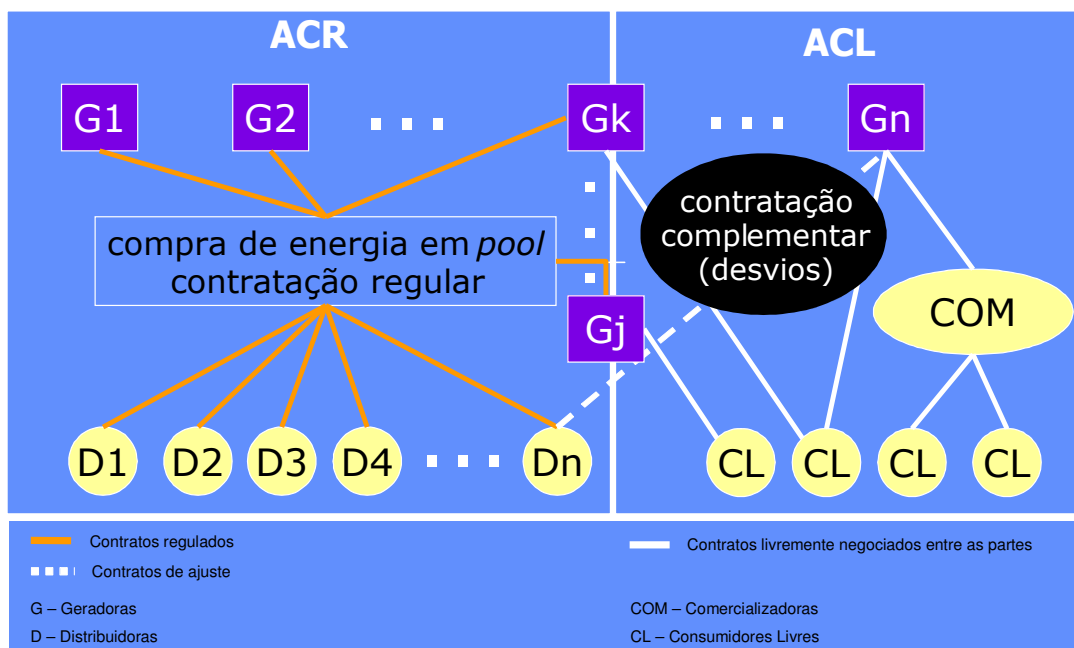 ACR
ACL
G1
G2
Gk
Gn
contratação
complementar
(desvios)
compra de energia em pool
contratação regular
Gj
COM
D1
D2
D3
D4
Dn
CL
CL
CL
CL
Contratos regulados
Contratos livremente negociados entre as partes
Contratos de ajuste
G – Geradoras
COM – Comercializadoras
D – Distribuidoras
CL – Consumidores Livres